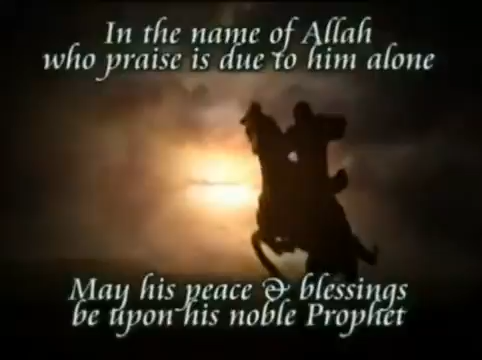 In the name of Allah
who praise is due to him alone
May his peace & blessings
be upon his noble Prophet